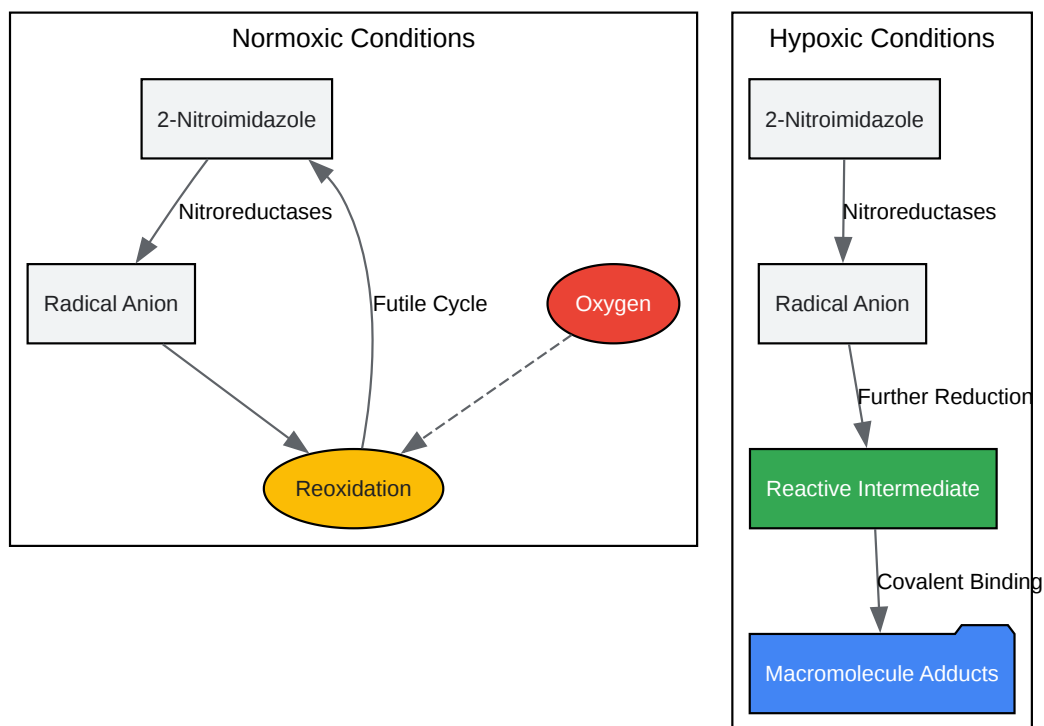 Normoxic Conditions
2-Nitroimidazole
Nitroreductases
Radical Anion
Futile Cycle
Oxygen
Reoxidation
Hypoxic Conditions
2-Nitroimidazole
Nitroreductases
Radical Anion
Further Reduction
Reactive Intermediate
Covalent Binding
Macromolecule Adducts